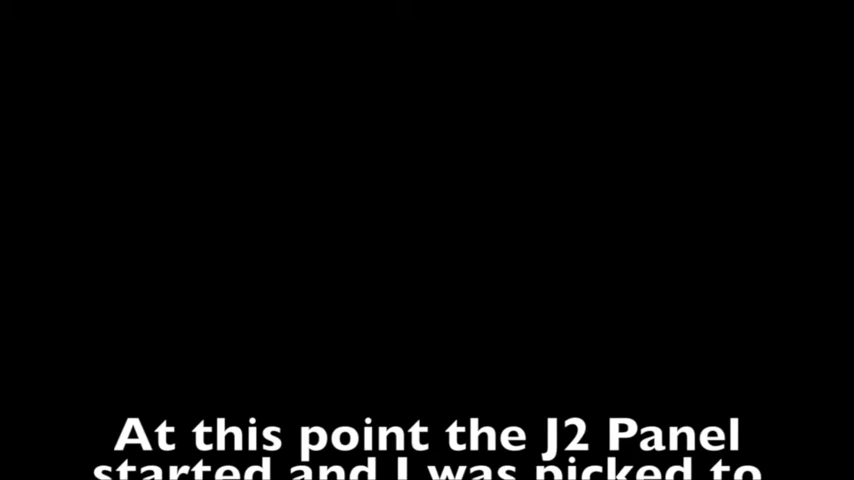 At this point the J2 Panel
started and I was picked to